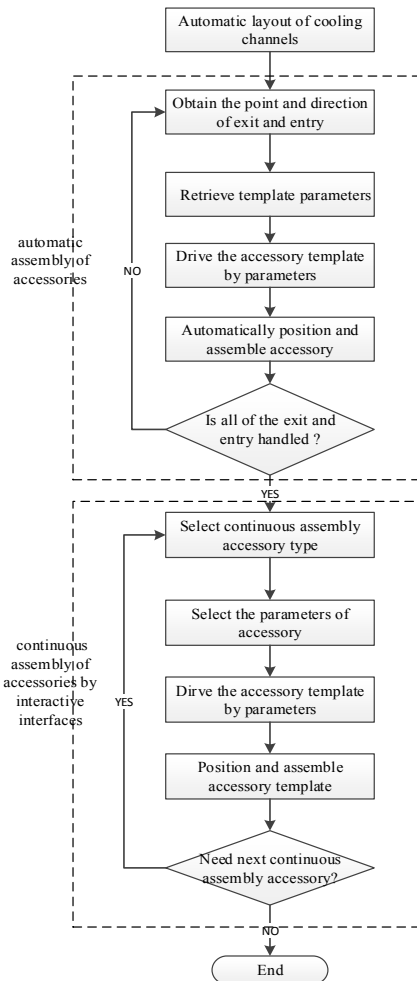 Automatic layout of cooling
channels
Obtain the point and direction
of exit and entry
Retrieve template parameters
automatic
assembly of
accessories
NO
Drive the accessory template
by parameters
Automatically position and
assemble accessory
Is all of the exit and
entry handled ?
YES
Select continuous assembly
accessory type
Select the parameters of
accessory
continuous
assembly of
accessories by
interactive
interfaces
YES
Dirve the accessory template
by parameters
Position and assemble
accessory template
Need next continuous
assembly accessory?
NO
End